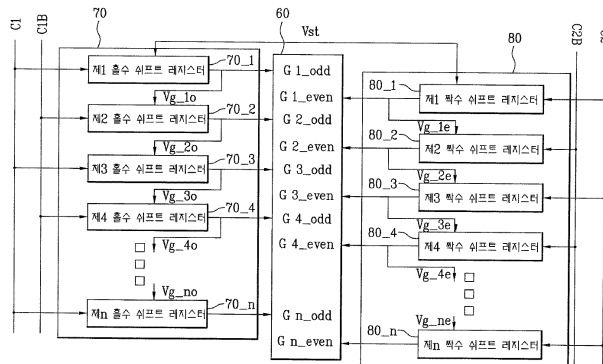 C1
C1B
70
60
Vst
80
C2B
제1 홀수 쉬프트 레지스터
70_1
G 1_odd
Vg_1o
G 1_even
80_1
제1 짝수 쉬프트 레지스터
제2 홀수 쉬프트 레지스터
70_2
G 2_odd
Vg_1e
Vg_2o
G 2_even
80_2
제2 짝수 쉬프트 레지스터
제3 홀수 쉬프트 레지스터
70_3
G 3_odd
Vg_2e
Vg_3o
G 3_even
80_3
제3 짝수 쉬프트 레지스터
제4 홀수 쉬프트 레지스터
70_4
G 4_odd
Vg_3e
Vg_4o
G 4_even
80_4
제4 짝수 쉬프트 레지스터
Vg_4e
Vg_no
제n 홀수 쉬프트 레지스터
70_n
G n_odd
Vg_ne
G n_even
80_n
제n 짝수 쉬프트 레지스터